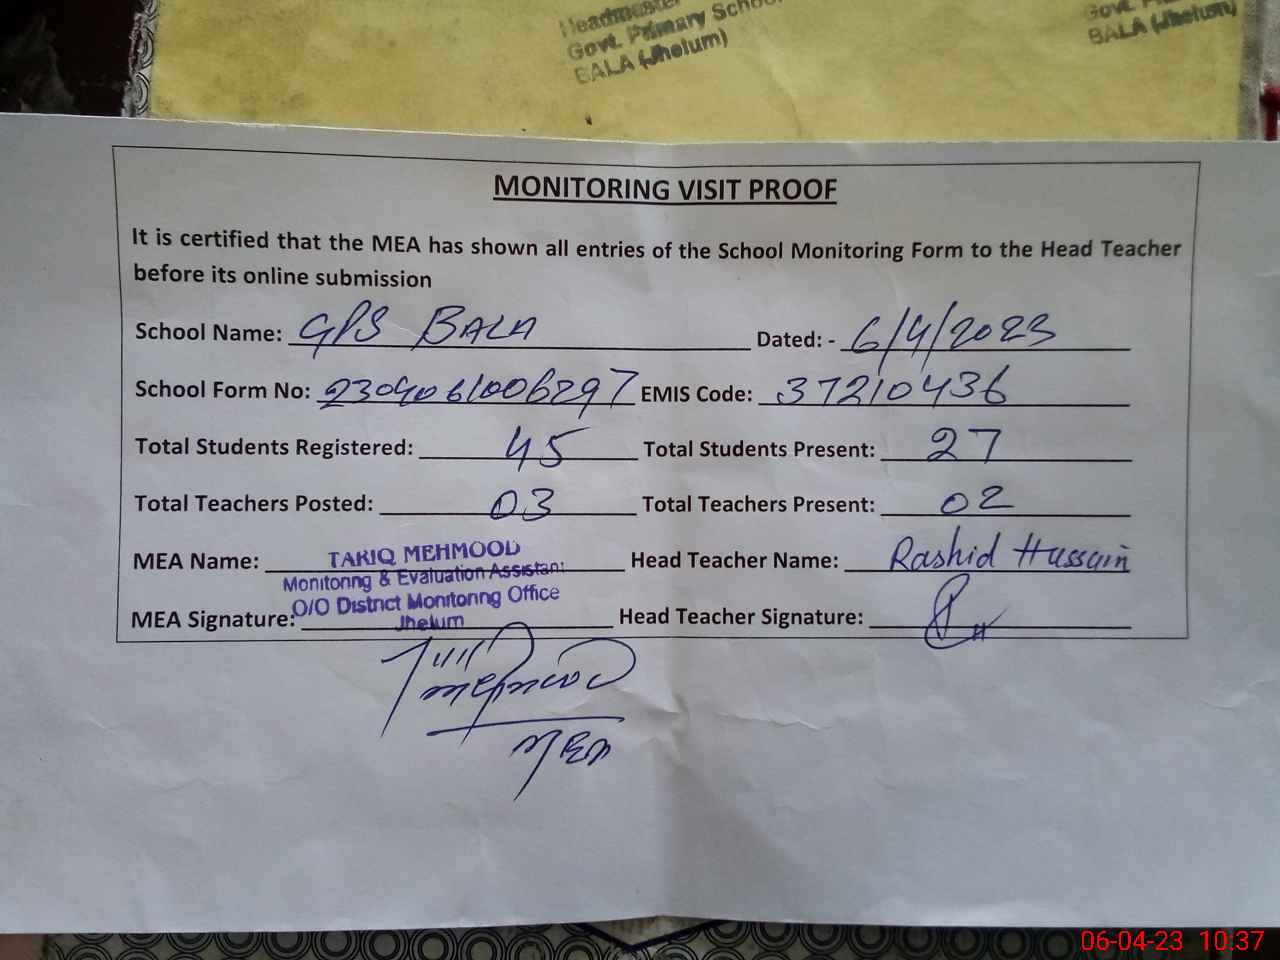 Headmaster
Govt. Primary School
BALA (Jhelum)
Govt.
BALA (Jhelum)
MONITORING VISIT PROOF
It is certified that the MEA has shown all entries of the School Monitoring Form to the Head Teacher
before its online submission
School Name: GPS BALA Dated: - 6/4/2023
School Form No: 2304061006297 EMIS Code: 37210436
Total Students Registered: 45 Total Students Present: 27
Total Teachers Posted: 03 Total Teachers Present: 02
MEA Name: TARIQ MEHMOOD Head Teacher Name: Rashid Hussain
Monitoring & Evaluation Assistant
O/O District Monitoring Office
MEA Signature: Jhelum Head Teacher Signature:
MEA
06-04-23 10:37